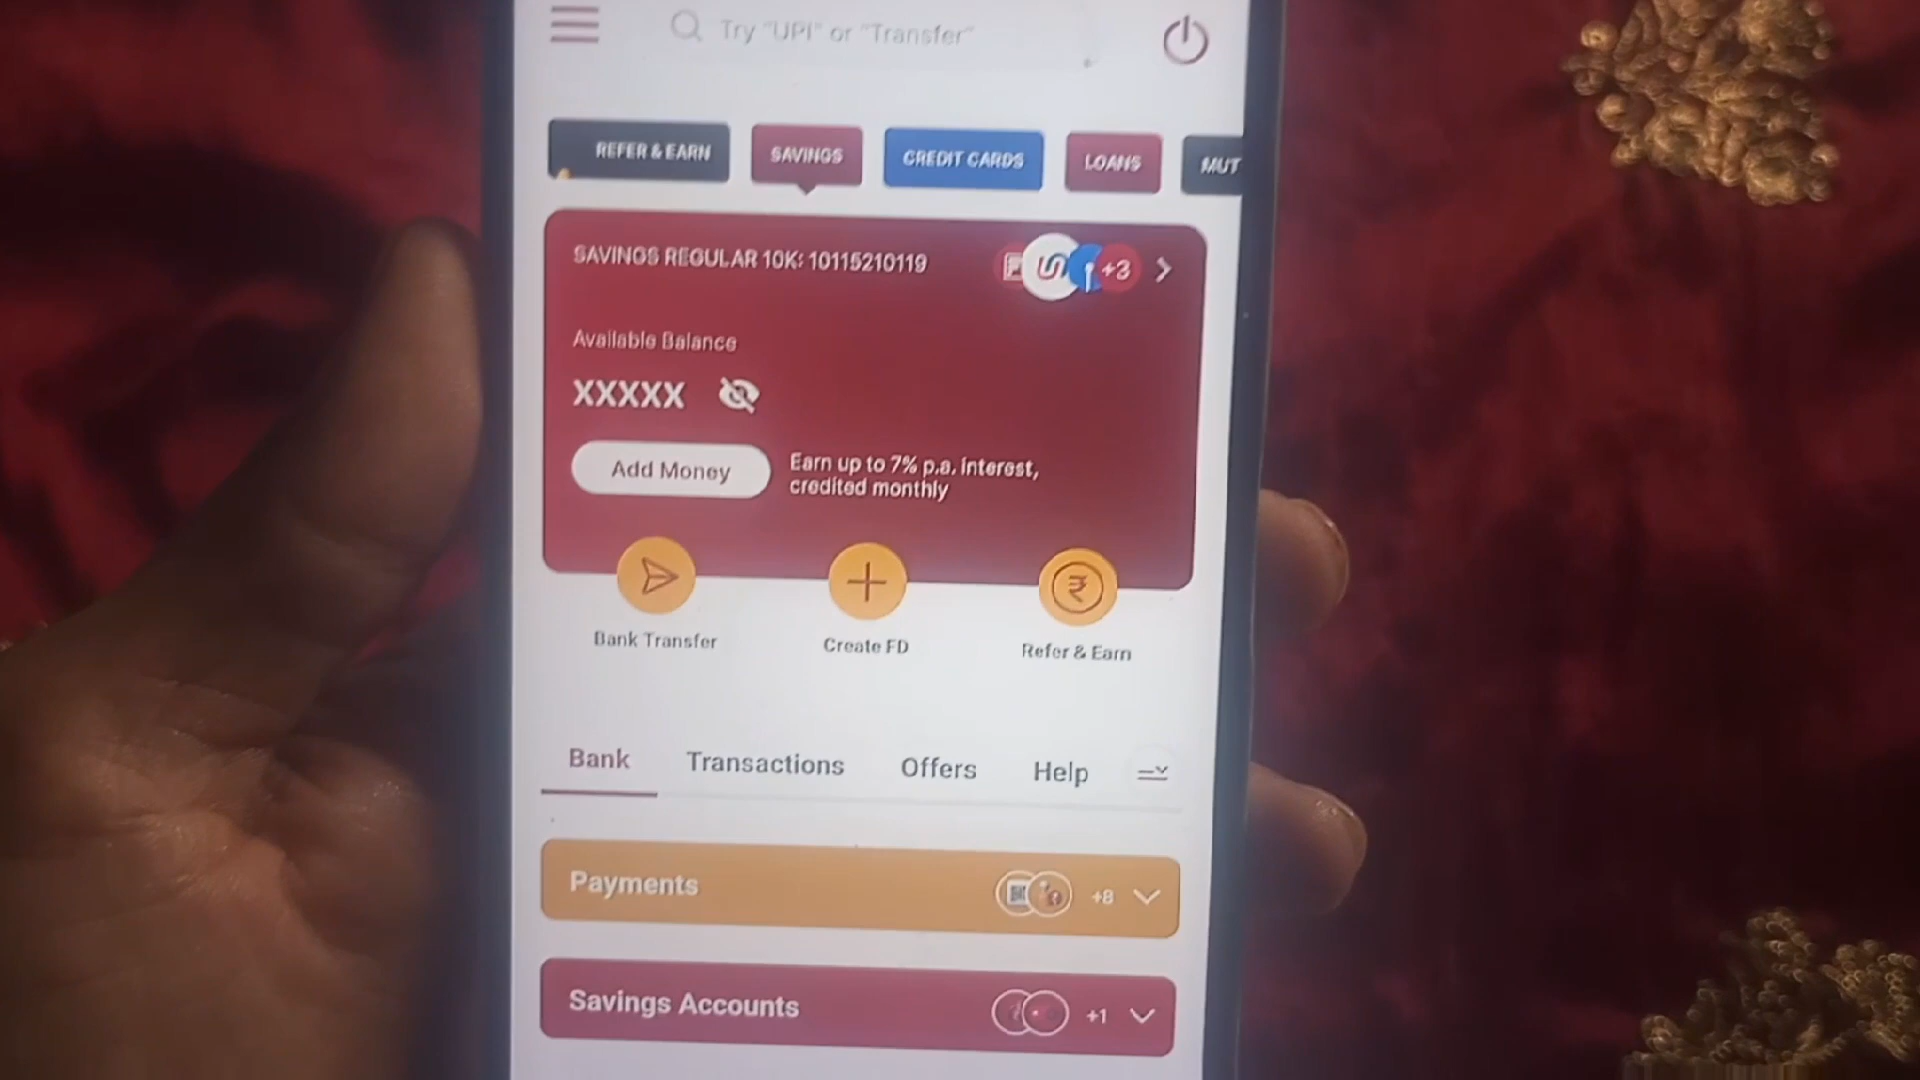 Try "UPI" or "Transfer"
REFER & EARN
SAVINGS
CREDIT CARDS
LOANS
MUT
SAVINGS REGULAR 10K: 10115210119
+3
Available Balance
XXXXX
Add Money
Earn up to 7% p.a. interest,
credited monthly
Bank Transfer
Create FD
Refer & Earn
Bank
Transactions
Offers
Help
Payments
+8
Savings Accounts
+1